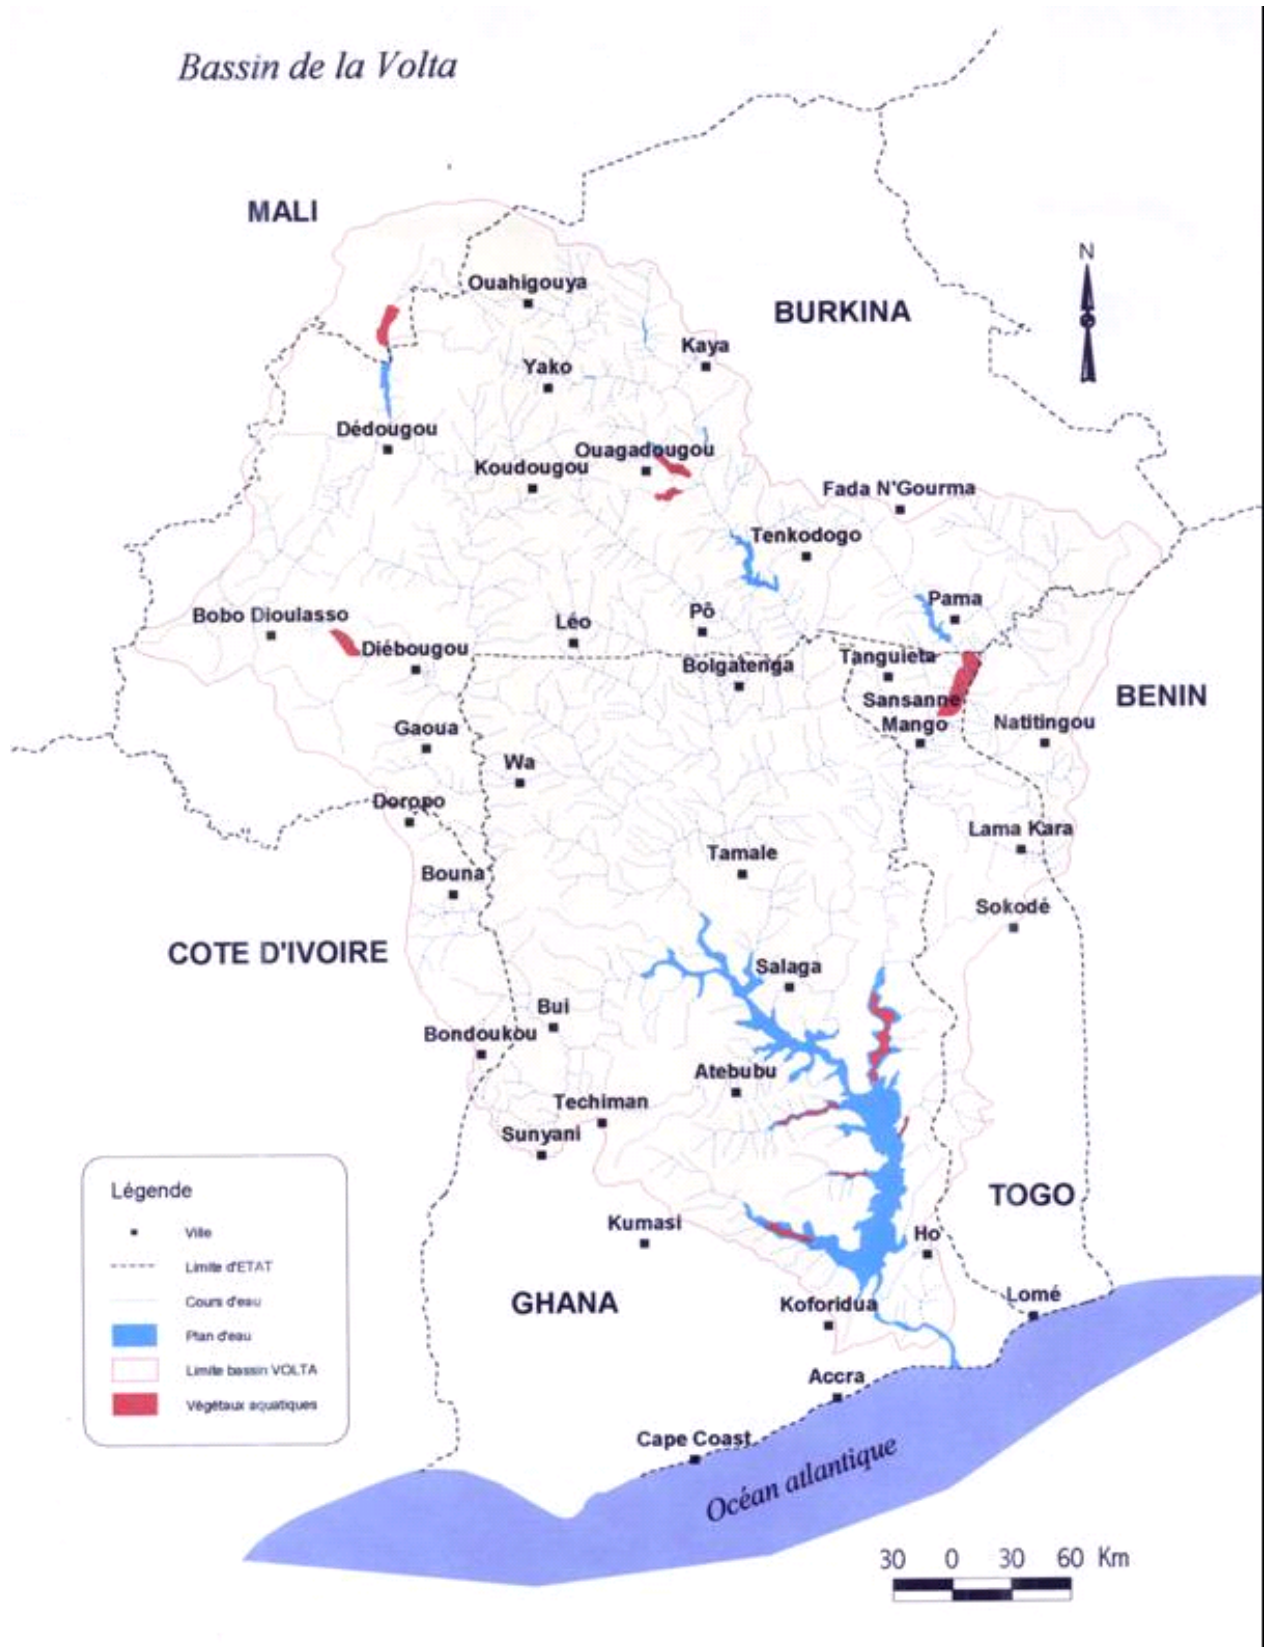 Bassin de la Volta
MALI
N
Ouahigouya
BURKINA
Kaya
Yako
Dédougou
Ouagadougou
Koudougou
Fada N'Gourma
Tenkodogo
Pama
Bobo Dioulasso
Léo
Pô
Diébougou
Bolgatenga
Tanguieta
BENIN
Sansanne
Mango
Natitingou
Gaoua
Wa
Doropo
Lama Kara
Tamale
Bouna
Sokodé
COTE D'IVOIRE
Salaga
Bui
Bondoukou
Atebubu
Techiman
Sunyani
Légende
TOGO
Ville
Kumasi
Ho
Limite d'ETAT
Cours d'eau
GHANA
Koforidua
Lomé
Plan d'eau
Limite bassin VOLTA
Accra
Végétaux aquatiques
Cape Coast
Océan atlantique
30 0 30 60 Km